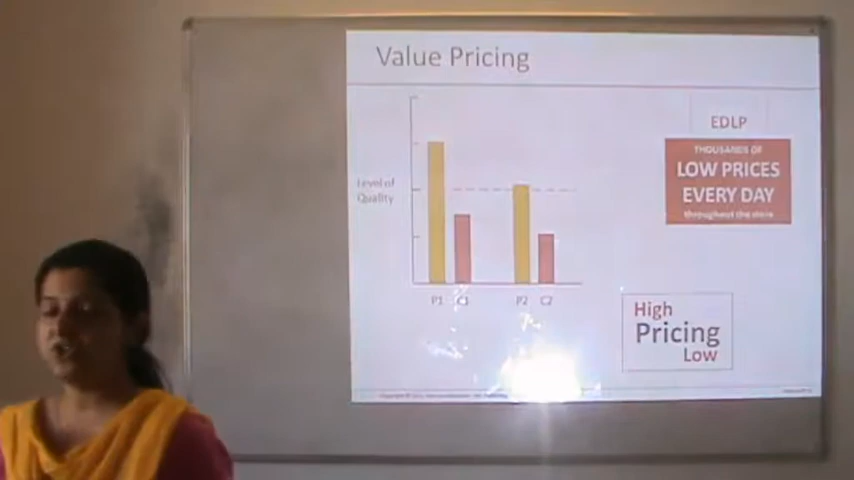 Value Pricing
EDLP
THOUSANDS OF
LOW PRICES
EVERY DAY
throughout the store
Level of
Quality
P1 C1 P2 C2
High
Pricing
Low